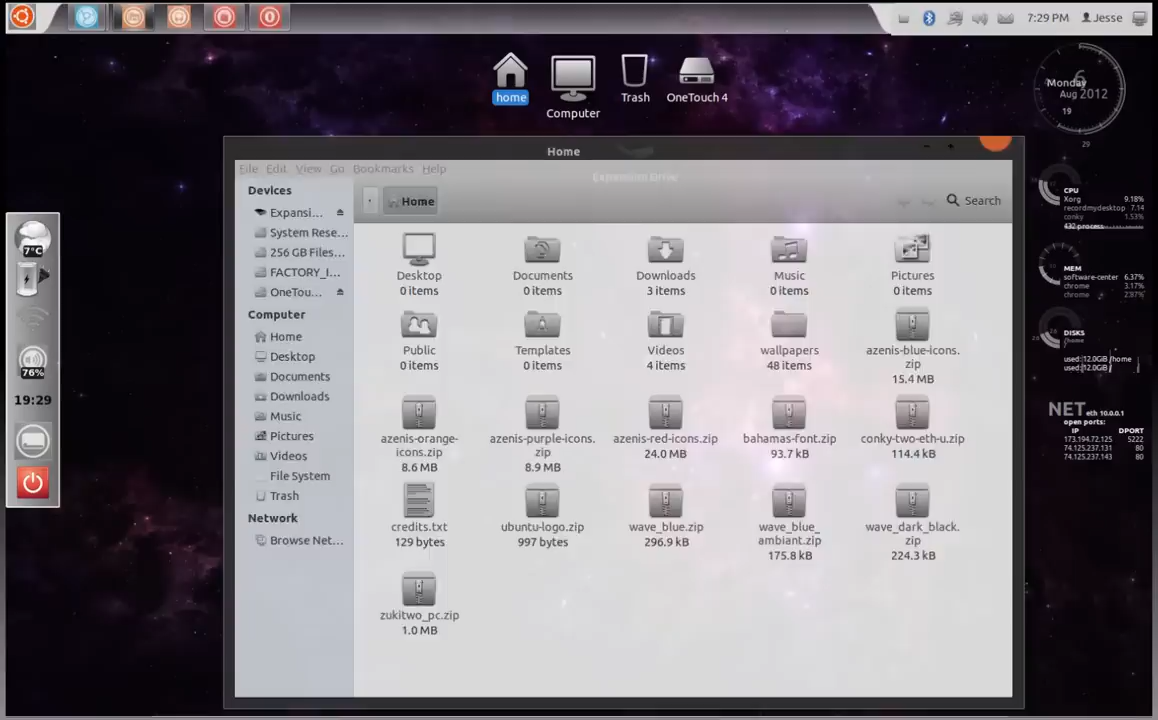 7:29 PM
Jesse
home
Computer
Trash
OneTouch 4
6
Monday
Aug 2012
19
29
Home
File Edit View Go Bookmarks Help
Expansion Drive
Home
Search
Devices
Expansi...
System Rese...
256 GB Files...
FACTORY_I...
OneTou...
Computer
Home
Desktop
Documents
Downloads
Music
Pictures
Videos
File System
Trash
Network
Browse Net...
Desktop
0 items
Documents
0 items
Downloads
3 items
Music
0 items
Pictures
0 items
Public
0 items
Templates
0 items
Videos
4 items
wallpapers
48 items
azenis-blue-icons.
zip
15.4 MB
azenis-orange-
icons.zip
8.6 MB
azenis-purple-icons.
zip
8.9 MB
azenis-red-icons.zip
24.0 MB
bahamas-font.zip
93.7 kB
conky-two-eth-u.zip
114.4 kB
credits.txt
129 bytes
ubuntu-logo.zip
997 bytes
wave_blue.zip
296.9 kB
wave_blue_
ambiant.zip
175.8 kB
wave_dark_black.
zip
224.3 kB
zukitwo_pc.zip
1.0 MB
7°C
76%
19:29
CPU
Xorg 9.18%
recordmydesktop 7.14
conky 1.53%
432 process
MEM
software-center 6.37%
chrome 3.17%
chrome 2.87%
DISKS
/home
/
used:12.0GB /home
used:12.0GB /
NET eth 10.0.0.1
open ports:
IP DPORT
173.194.72.125 5222
74.125.237.131 80
74.125.237.143 80